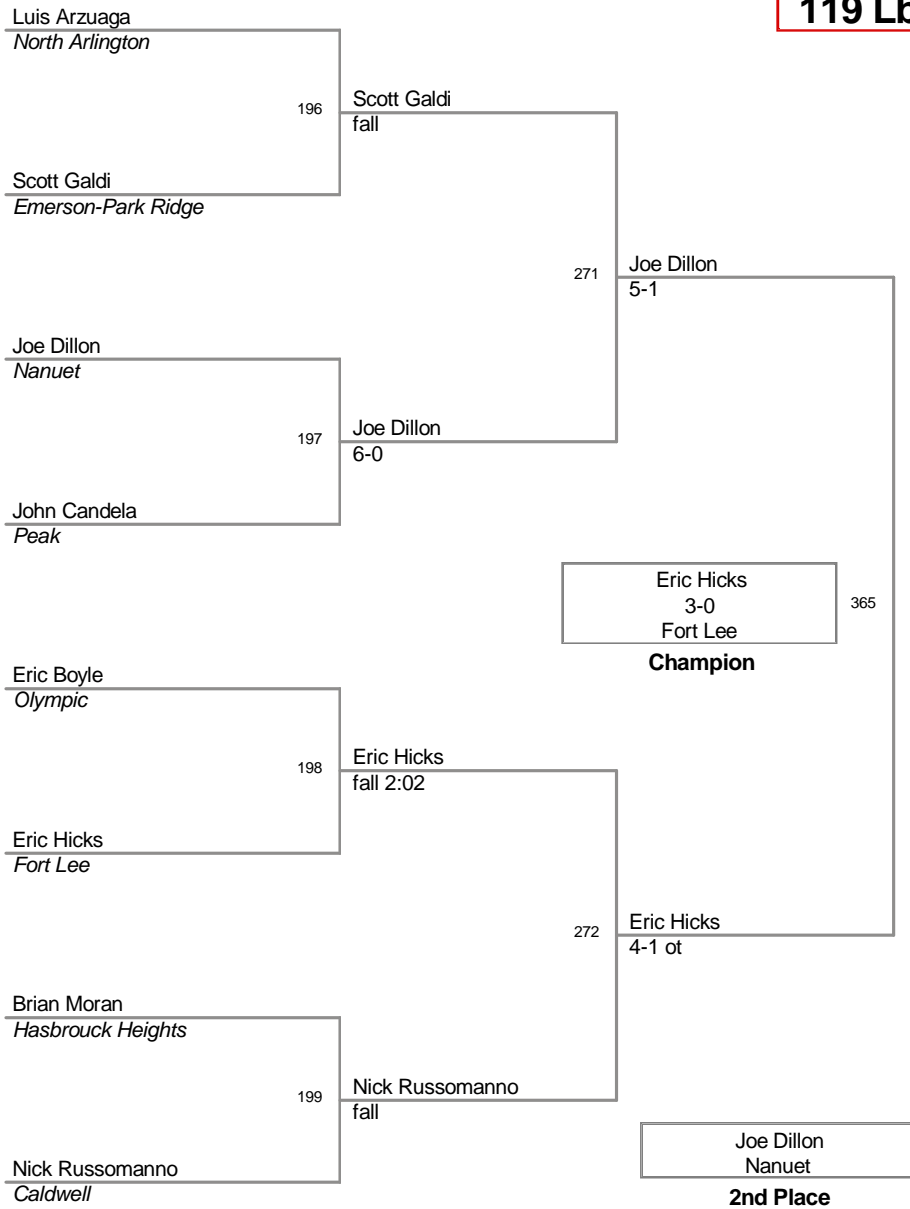 119 Lb
Luis Arzuaga
North Arlington
196
Scott Galdi
fall
Scott Galdi
Emerson-Park Ridge
271
Joe Dillon
5-1
Joe Dillon
Nanuet
197
Joe Dillon
6-0
John Candela
Peak
Eric Hicks
3-0
Fort Lee
365
Champion
Eric Boyle
Olympic
198
Eric Hicks
fall 2:02
Eric Hicks
Fort Lee
272
Eric Hicks
4-1 ot
Brian Moran
Hasbrouck Heights
199
Nick Russomanno
fall
Nick Russomanno
Caldwell
Joe Dillon
Nanuet
2nd Place